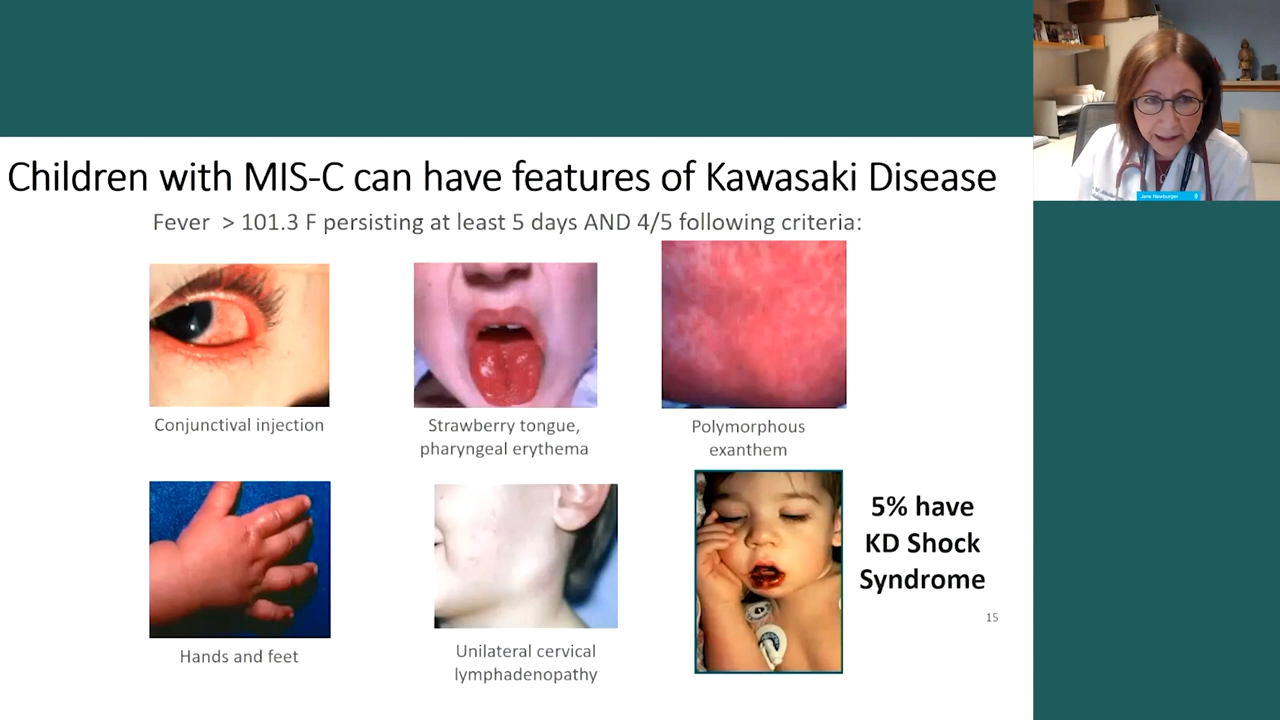 Children with MIS-C can have features of Kawasaki Disease
Fever > 101.3 F persisting at least 5 days AND 4/5 following criteria:
Conjunctival injection
Strawberry tongue,
pharyngeal erythema
Polymorphous
exanthem
Hands and feet
Unilateral cervical
lymphadenopathy
5% have
KD Shock
Syndrome
15
Jane Newburger